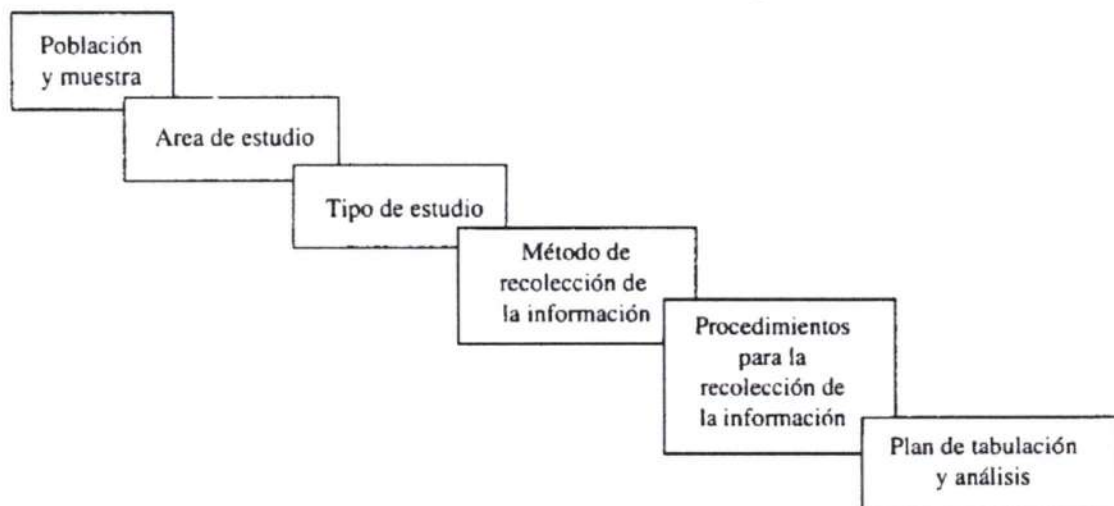 Población
y muestra
Area de estudio
Tipo de estudio
Método de
recolección de
la información
Procedimientos
para la
recolección de
la información
Plan de tabulación
y análisis